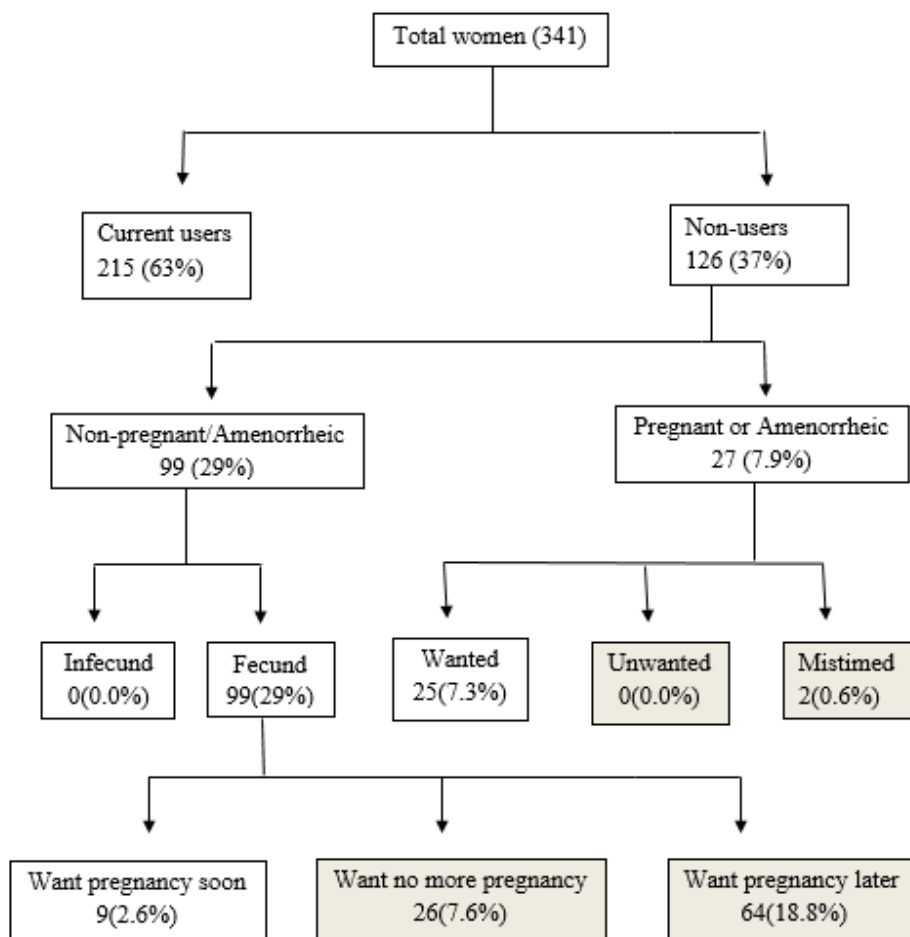 Total women (341)
Current users
215 (63%)
Non-users
126 (37%)
Non-pregnant/Amenorrheic
99 (29%)
Pregnant or Amenorrheic
27 (7.9%)
Infecund
0(0.0%)
Fecund
99(29%)
Wanted
25(7.3%)
Unwanted
0(0.0%)
Mistimed
2(0.6%)
Want pregnancy soon
9(2.6%)
Want no more pregnancy
26(7.6%)
Want pregnancy later
64(18.8%)